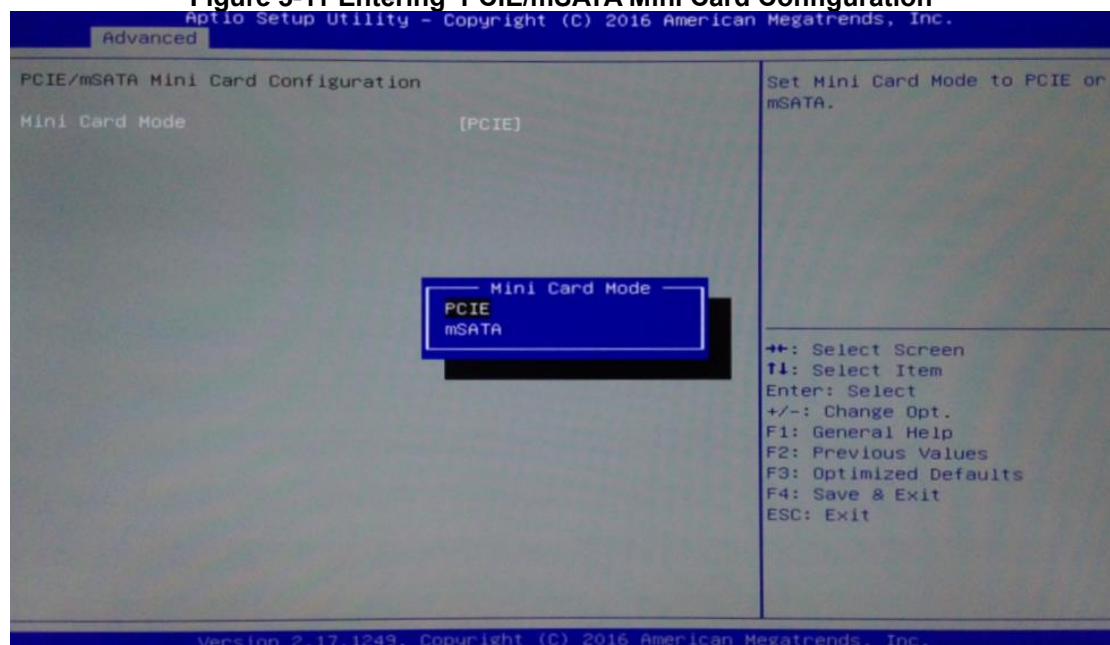 Figure 3-11 Entering PCIE/mSATA Mini Card Configuration
Aptio Setup Utility – Copyright (C) 2016 American Megatrends, Inc.
Advanced
PCIE/mSATA Mini Card Configuration
Mini Card Mode [PCIE]
Set Mini Card Mode to PCIE or
mSATA.
Mini Card Mode
PCIE
mSATA
→←: Select Screen
↑↓: Select Item
Enter: Select
+/-: Change Opt.
F1: General Help
F2: Previous Values
F3: Optimized Defaults
F4: Save & Exit
ESC: Exit
Version 2.17.1249. Copyright (C) 2016 American Megatrends, Inc.